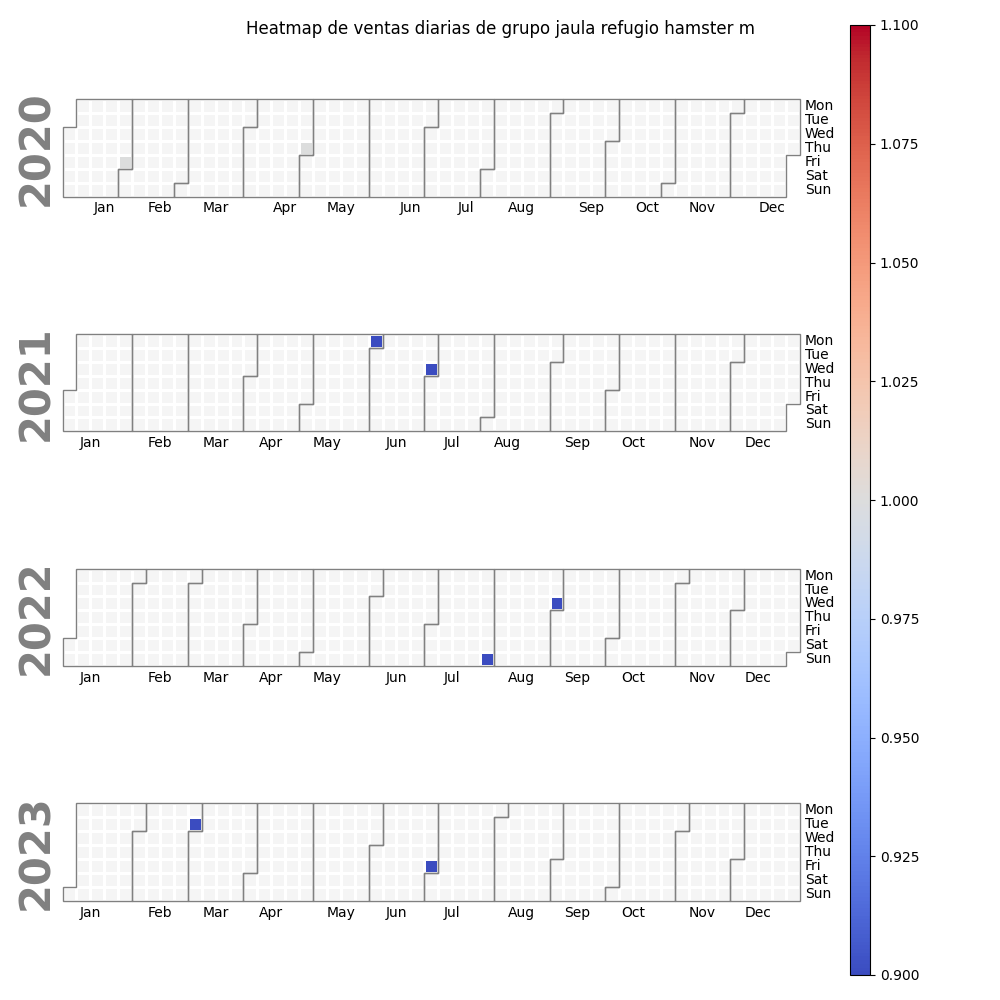 Heatmap de ventas diarias de grupo jaula refugio hamster m
2020
Mon
Tue
Wed
Thu
Fri
Sat
Sun
Jan Feb Mar Apr May Jun Jul Aug Sep Oct Nov Dec
2021
Mon
Tue
Wed
Thu
Fri
Sat
Sun
Jan Feb Mar Apr May Jun Jul Aug Sep Oct Nov Dec
2022
Mon
Tue
Wed
Thu
Fri
Sat
Sun
Jan Feb Mar Apr May Jun Jul Aug Sep Oct Nov Dec
2023
Mon
Tue
Wed
Thu
Fri
Sat
Sun
Jan Feb Mar Apr May Jun Jul Aug Sep Oct Nov Dec
1.100
1.075
1.050
1.025
1.000
0.975
0.950
0.925
0.900